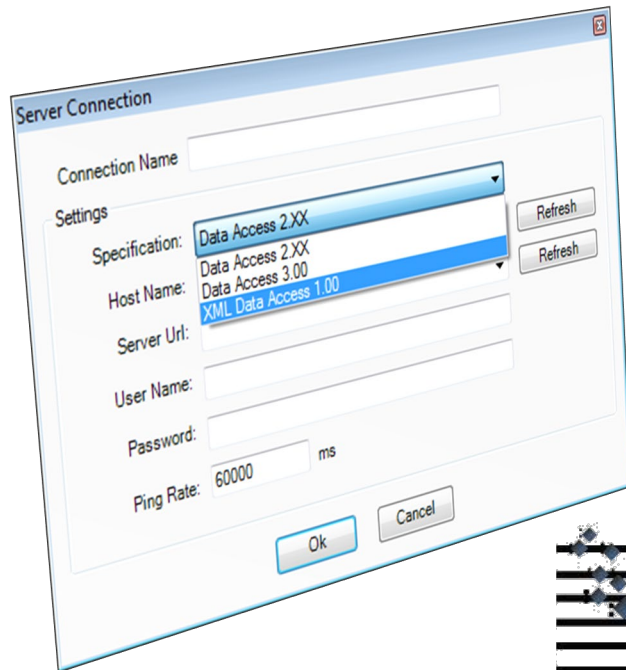 Server Connection
Connection Name
Settings
Specification: Data Access 2.XX
Refresh
Data Access 2.XX
Host Name: Data Access 3.00
Refresh
XML Data Access 1.00
Server Url:
User Name:
Password:
Ping Rate: 60000 ms
Ok Cancel